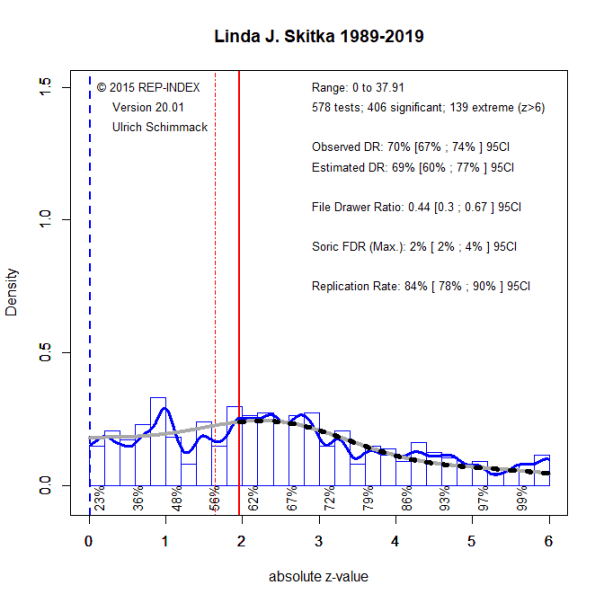 Linda J. Skitka 1989-2019
© 2015 REP-INDEX
Version 20.01
Ulrich Schimmack
Range: 0 to 37.91
578 tests; 406 significant; 139 extreme (z>6)
Observed DR: 70% [67% ; 74% ] 95CI
Estimated DR: 69% [60% ; 77% ] 95CI
File Drawer Ratio: 0.44 [0.3 ; 0.67 ] 95CI
Soric FDR (Max.): 2% [ 2% ; 4% ] 95CI
Replication Rate: 84% [ 78% ; 90% ] 95CI
Density
1.5
1.0
0.5
0.0
23% 36% 48% 56% 62% 67% 72% 79% 86% 93% 97% 99%
0 1 2 3 4 5 6
absolute z-value